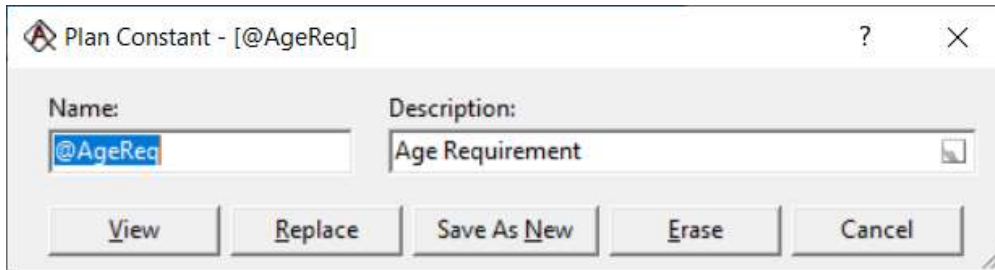 Plan Constant - [@AgeReq] ?
Name: Description:
@AgeReq Age Requirement
View Replace Save As New Erase Cancel